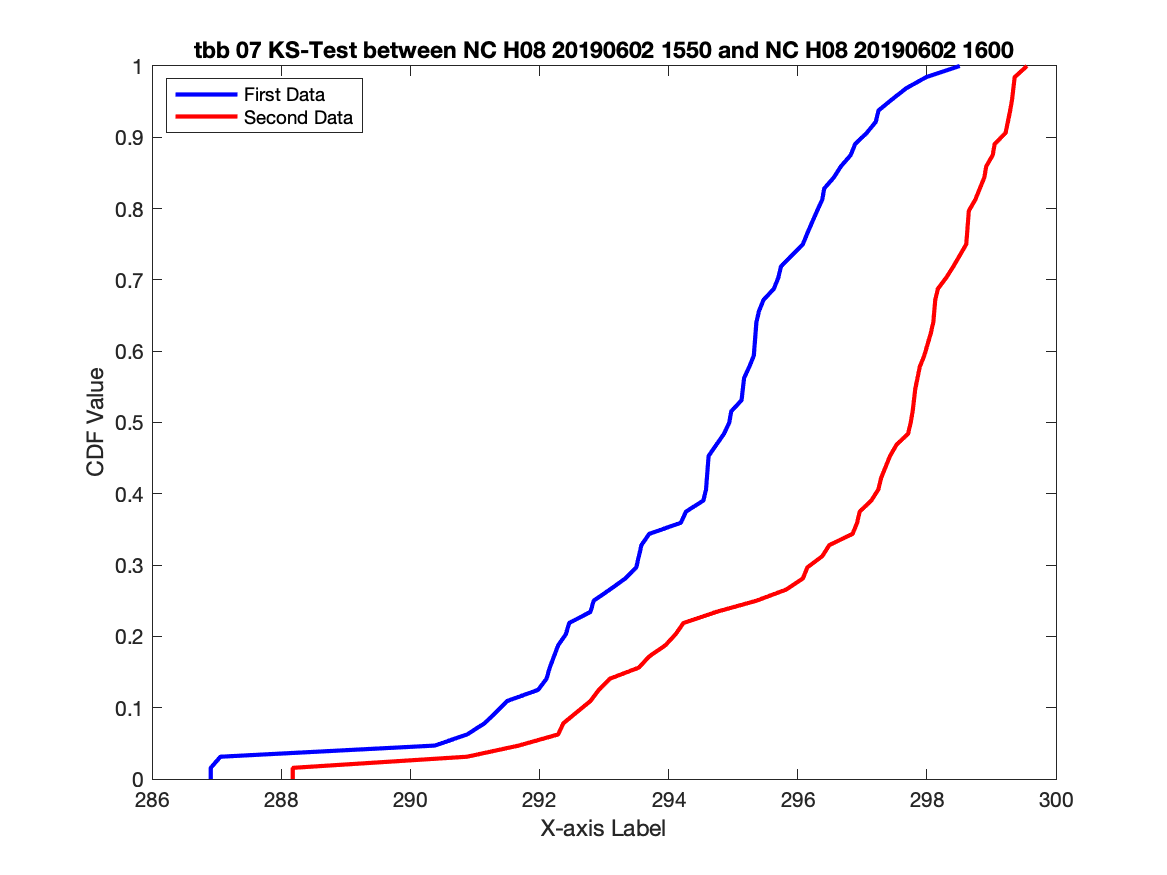 tbb 07 KS-Test between NC H08 20190602 1550 and NC H08 20190602 1600
First Data
Second Data
1
0.9
0.8
0.7
0.6
0.5
0.4
0.3
0.2
0.1
0
CDF Value
286 288 290 292 294 296 298 300
X-axis Label